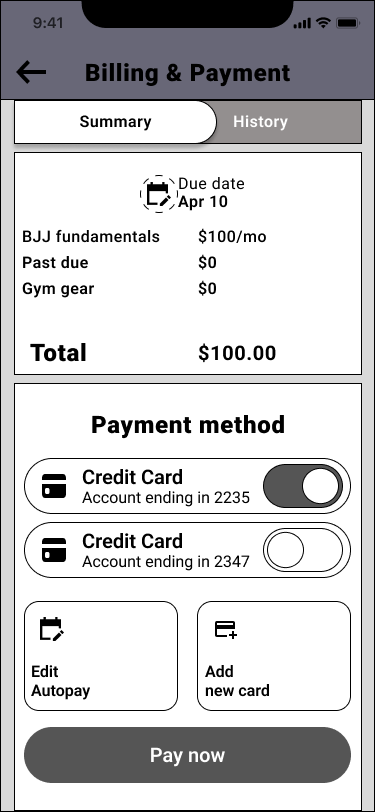 9:41
Billing & Payment
Summary
History
Due date
Apr 10
BJJ fundamentals $100/mo
Past due $0
Gym gear $0
Total $100.00
Payment method
Credit Card
Account ending in 2235
Credit Card
Account ending in 2347
Edit
Autopay
Add
new card
Pay now